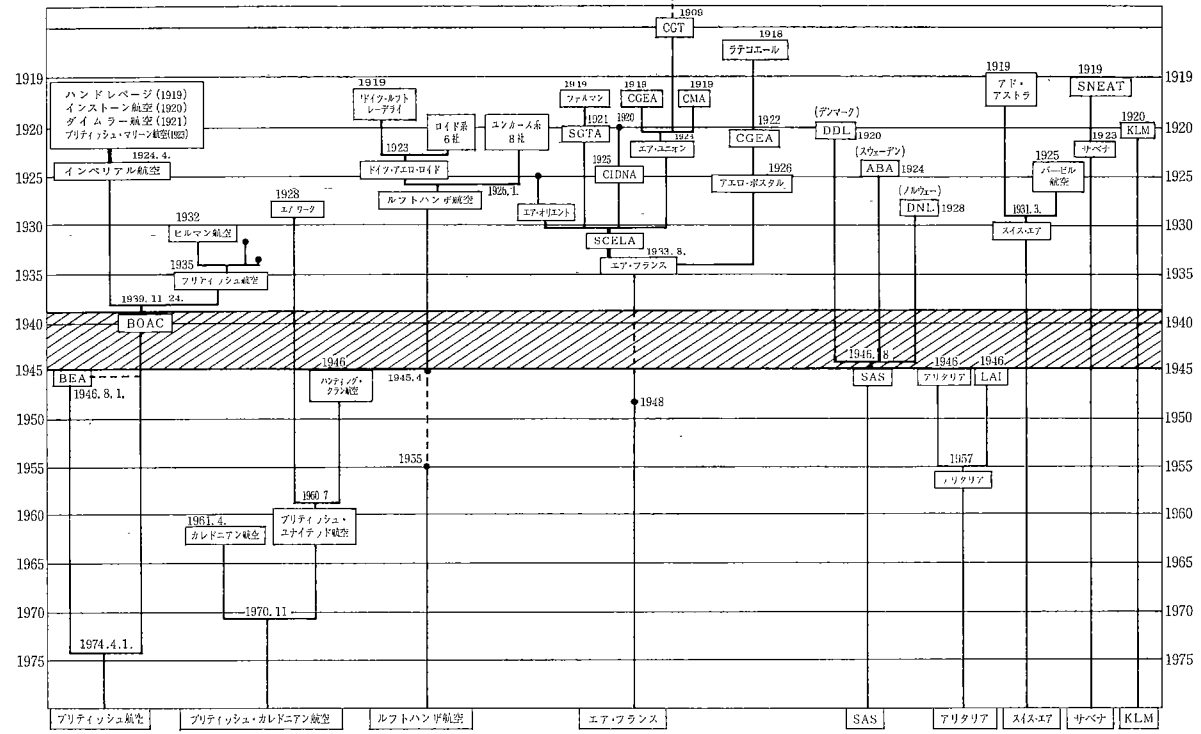 1909
CGT
1918
ラテコエール
1919
ハンドレページ(1919)
インストーン航空(1920)
ダイムラー航空(1921)
ブリティッシュ・マリーン航空(1923)
1919
ドイツ・ルフト
レーデライ
1919
ファルマン
1919
CGEA
1919
CMA
1919
アド・
アストラ
1919
SNEAT
1919
1920
ロイド系
6社
ユンカース系
8社
1921
SGTA
1920
1922
CGEA
(デンマーク)
DDL
1920
1923
サベナ
1920
KLM
1920
1924.4.
インペリアル航空
1923
ドイツ・アエロ・ロイド
エア・ユニオン
(スウェーデン)
ABA
1924
1925
バーゼル
航空
1925
1925
CIDNA
1926
アエロ・ポスタル
1925
1928
ルフトハンザ航空
エア・オリエント
(ノルウェー)
DNL
1928
1930
1932
ヒルマン航空
SCELA
1931.3.
スイス・エア
1930
1935
1935
ブリティッシュ航空
1933.8.
エア・フランス
1935
1939.11.24.
1940
BOAC
1940
1945
BEA
1946.8.1.
1946
ハンティング・
クラン航空
1945.4
1946.8
SAS
1946
アリタリア
1946
LAI
1945
1950
1948
1950
1955
1955
1957
アリタリア
1955
1960
1960.7
ブリティッシュ・
ユナイテッド航空
1961.4.
カレドニアン航空
1960
1965
1965
1970
1970.11
1970
1974.4.1.
1975
1975
ブリティッシュ航空
ブリティッシュ・カレドニアン航空
ルフトハンザ航空
エア・フランス
SAS
アリタリア
スイス・エア
サベナ
KLM